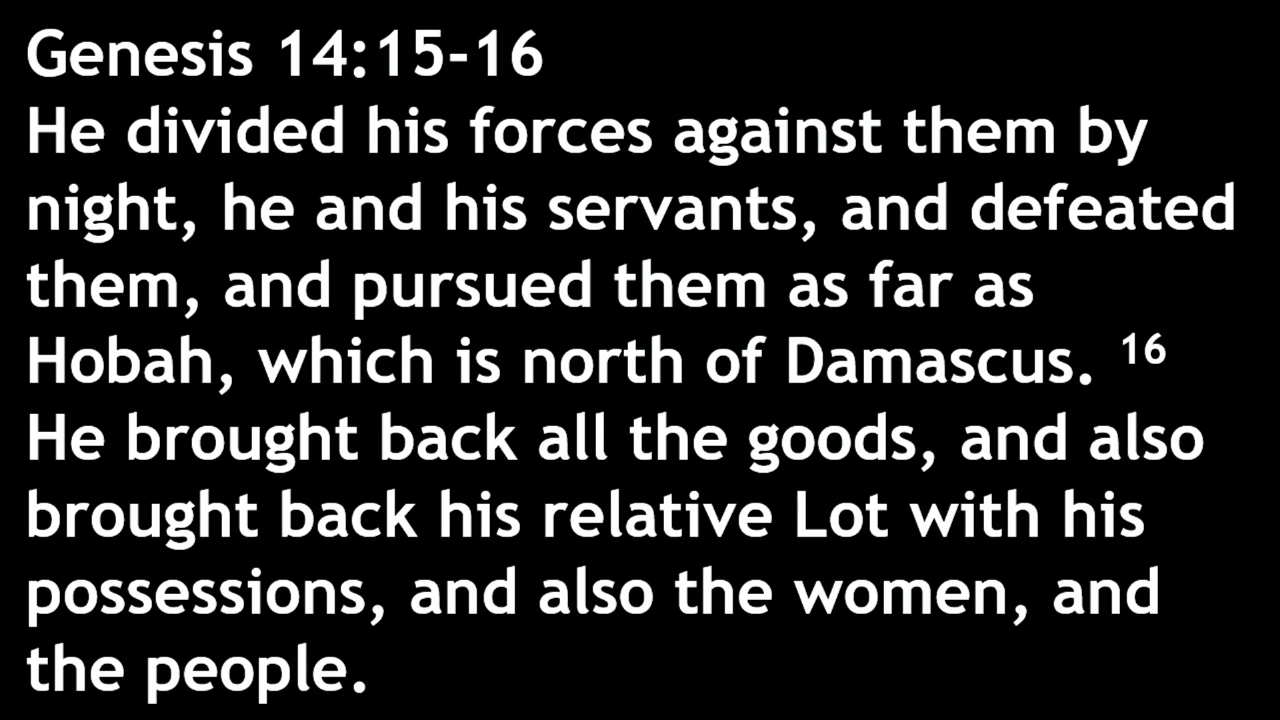 Genesis 14:15-16
He divided his forces against them by
night, he and his servants, and defeated
them, and pursued them as far as
Hobah, which is north of Damascus. 16
He brought back all the goods, and also
brought back his relative Lot with his
possessions, and also the women, and
the people.